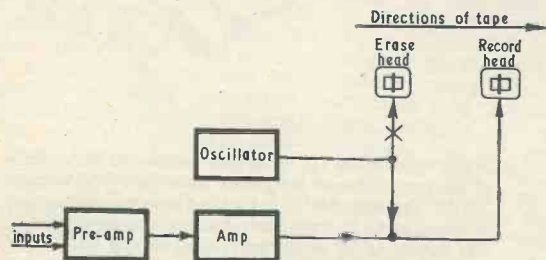 Directions of tape
Erase
head
Record
head
Oscillator
inputs
Pre-amp
Amp